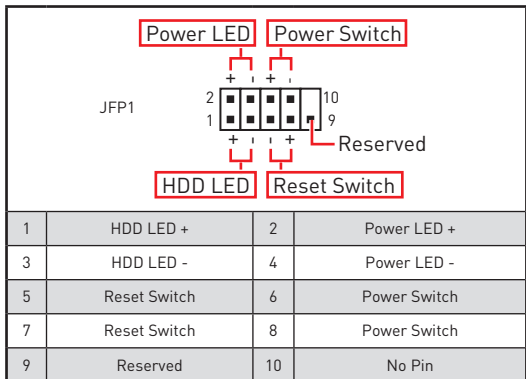 Power LED Power Switch
+ - + -
JFP1
2 10
1 9
+ - - +
Reserved
HDD LED Reset Switch
1 HDD LED + 2 Power LED +
3 HDD LED - 4 Power LED -
5 Reset Switch 6 Power Switch
7 Reset Switch 8 Power Switch
9 Reserved 10 No Pin